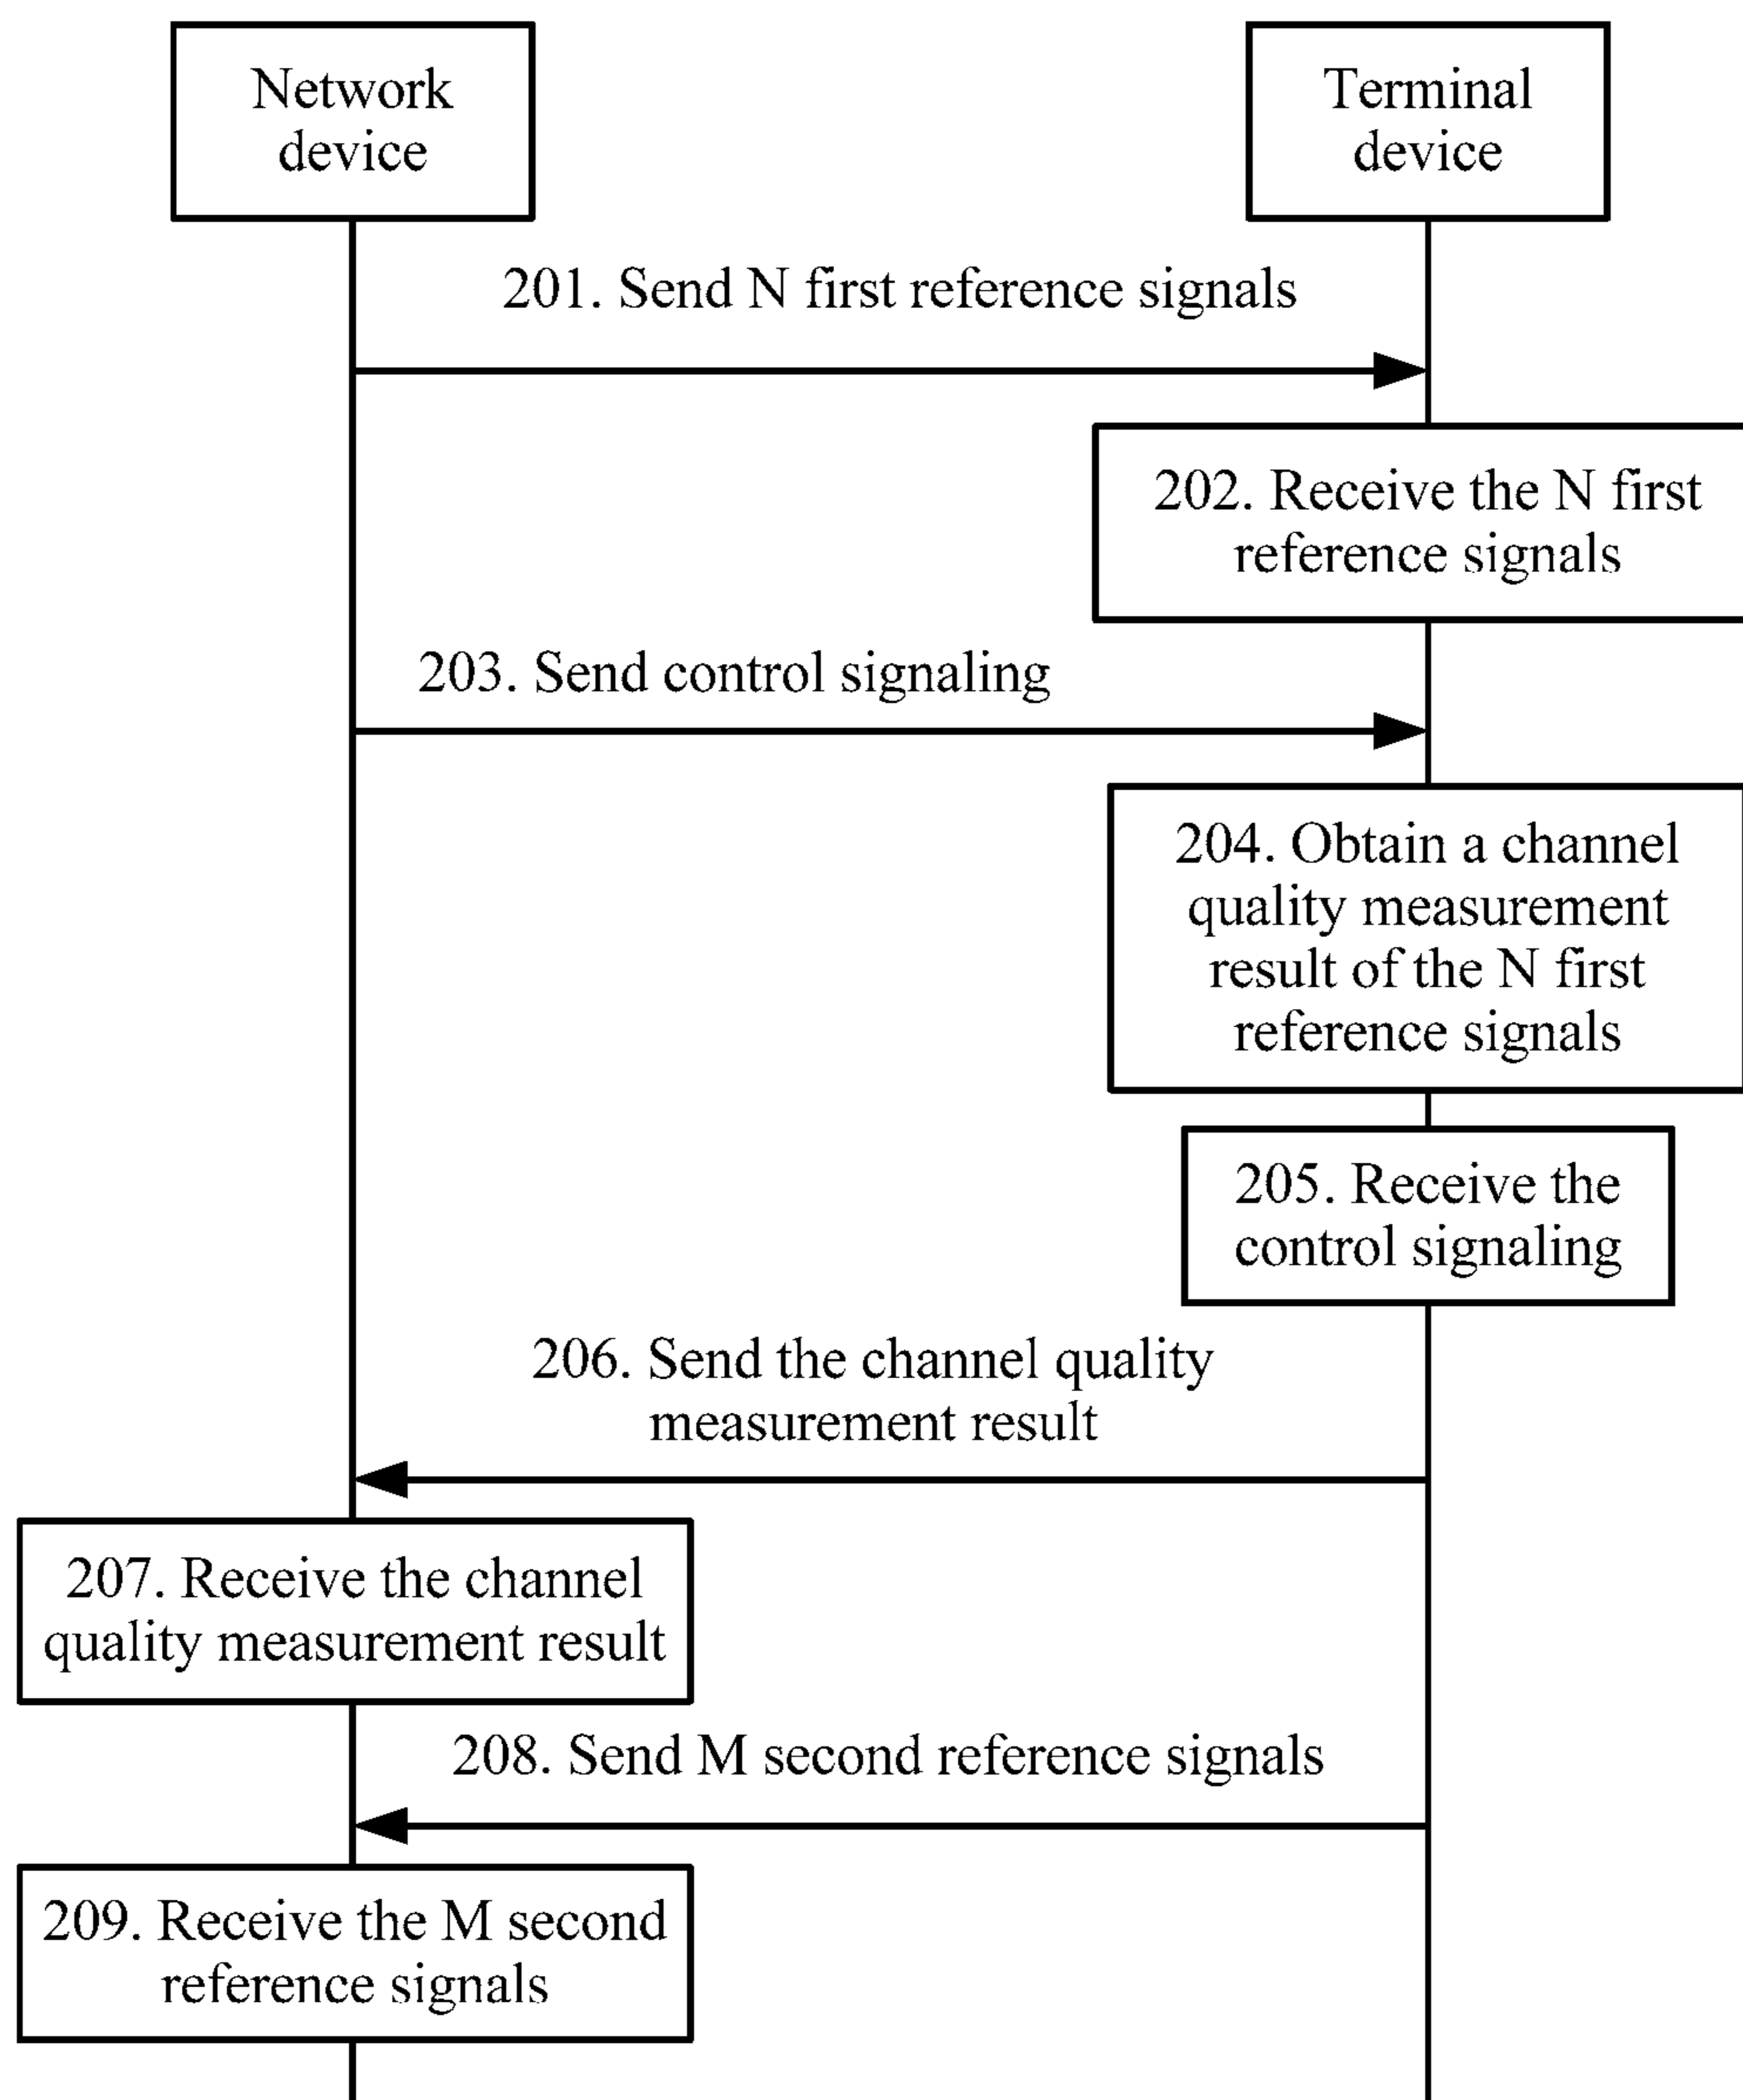 Network
device
Terminal
device
201. Send N first reference signals
202. Receive the N first
reference signals
203. Send control signaling
204. Obtain a channel
quality measurement
result of the N first
reference signals
205. Receive the
control signaling
206. Send the channel quality
measurement result
207. Receive the channel
quality measurement result
208. Send M second reference signals
209. Receive the M second
reference signals